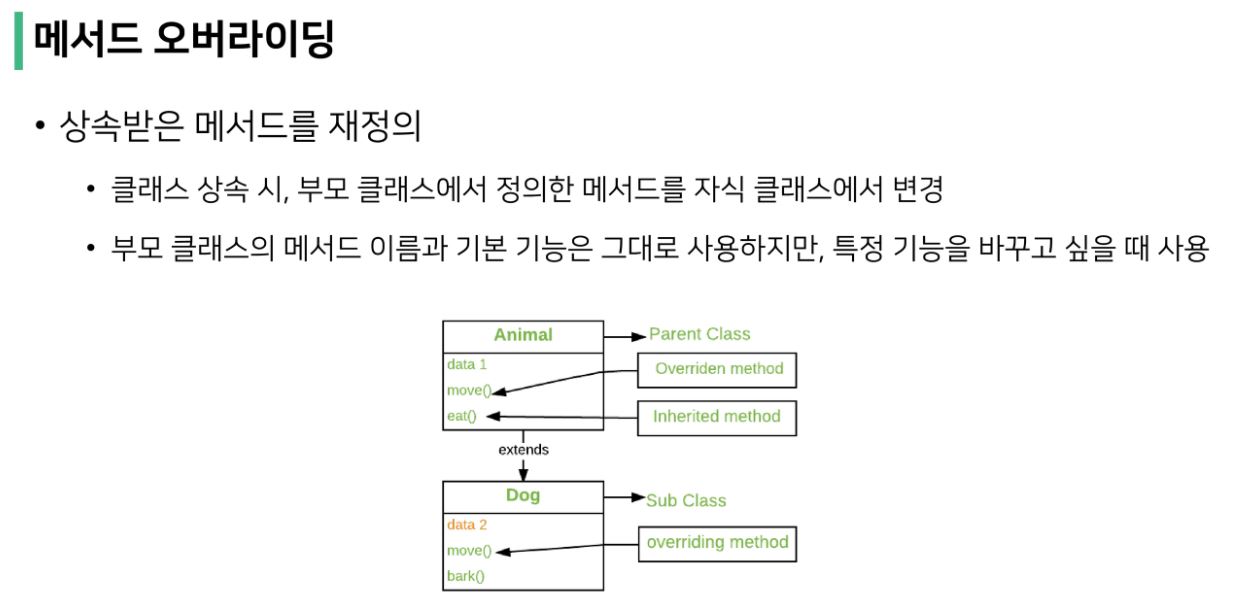 메서드 오버라이딩
• 상속받은 메서드를 재정의
• 클래스 상속 시, 부모 클래스에서 정의한 메서드를 자식 클래스에서 변경
• 부모 클래스의 메서드 이름과 기본 기능은 그대로 사용하지만, 특정 기능을 바꾸고 싶을 때 사용
Animal
Parent Class
data 1
Overriden method
move()
eat()
Inherited method
extends
Dog
Sub Class
data 2
move()
overriding method
bark()